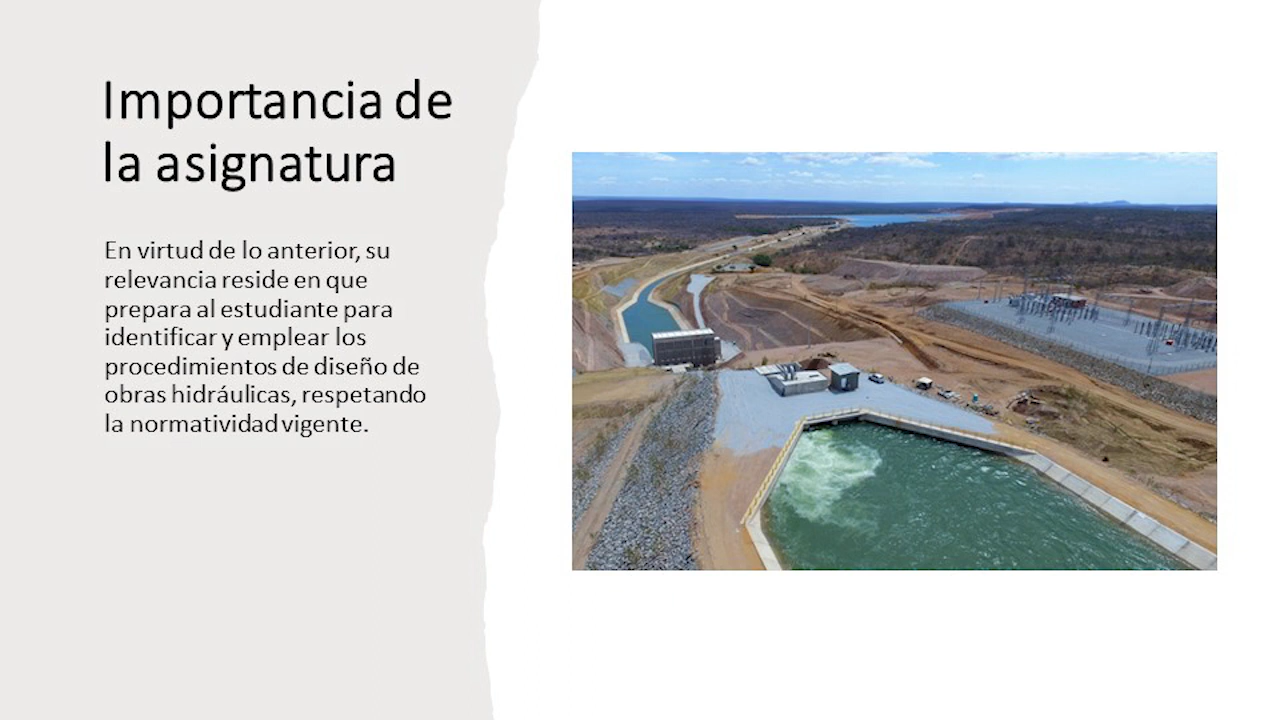 Importancia de
la asignatura
En virtud de lo anterior, su
relevancia reside en que
prepara al estudiante para
identificar y emplear los
procedimientos de diseño de
obras hidráulicas, respetando
la normatividad vigente.